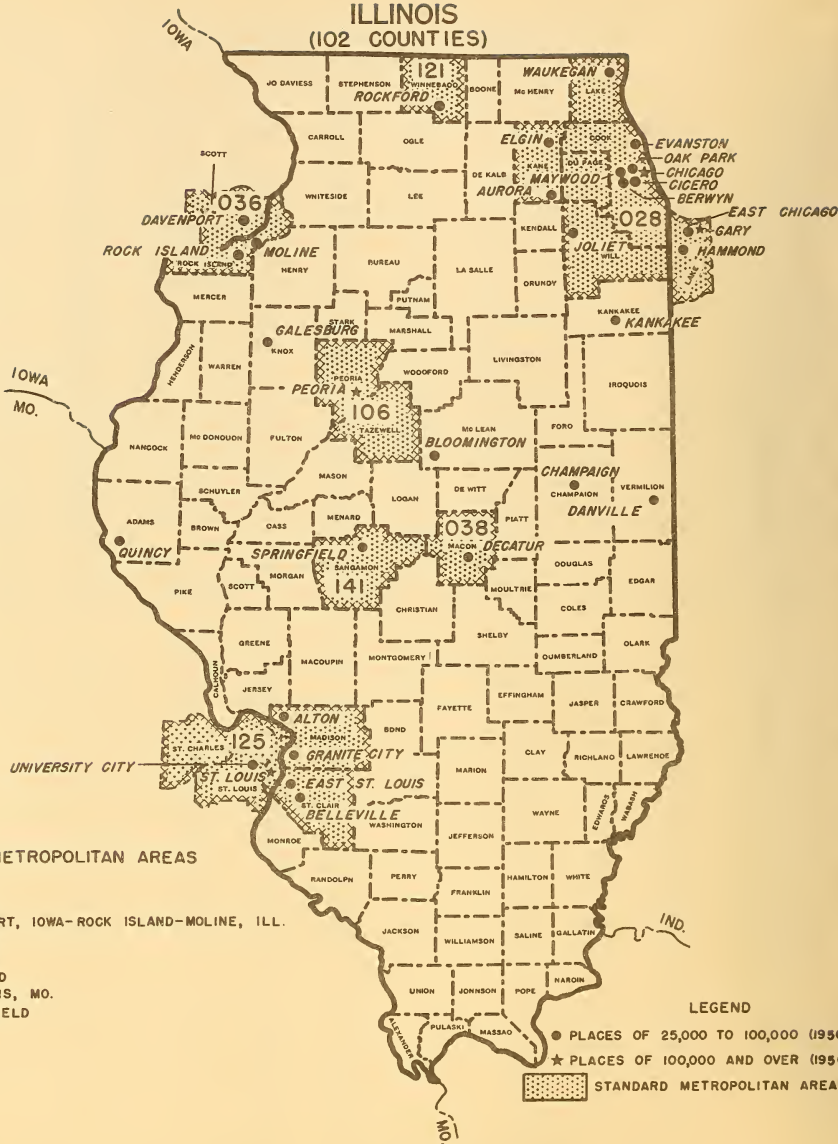 ILLINOIS
(102 COUNTIES)
IOWA
JO DAVIESS
STEPHENSON
121
WINNEBAGO
ROCKFORD
BOONE
McHENRY
WAUKEGAN
LAKE
CARROLL
OGLE
DE KALB
ELGIN
KANE
COOK
DU PAGE
MAYWOOD
AURORA
EVANSTON
OAK PARK
CHICAGO
CICERO
BERWYN
SCOTT
036
DAVENPORT
WHITESIDE
LEE
KENDALL
028
EAST CHICAGO
GARY
HAMMOND
LAKE
ROCK ISLAND
ROCK ISLAND
MOLINE
HENRY
BUREAU
LA SALLE
JOLIET
WILL
GRUNDY
MERCER
PUTNAM
STARK
MARSHALL
KANKAKEE
KANKAKEE
GALESBURG
KNOX
HENDERSON
WARREN
PEORIA
PEORIA
106
TAZEWELL
WOODFORD
LIVINGSTON
IROQUOIS
IOWA
MO.
HANCOCK
McDONOUGH
FULTON
McLEAN
BLOOMINGTON
FORD
MASON
SCHUYLER
LOGAN
DE WITT
CHAMPAIGN
CHAMPAIGN
VERMILION
DANVILLE
ADAMS
QUINCY
BROWN
CASS
MENARD
PIATT
038
MACON
DECATUR
SPRINGFIELD
SANGAMON
141
PIKE
SCOTT
MORGAN
CHRISTIAN
MOULTRIE
DOUGLAS
EDGAR
COLES
SHELBY
GREENE
MACOUPIN
MONTGOMERY
CUMBERLAND
CLARK
CALHOUN
JERSEY
FAYETTE
EFFINGHAM
JASPER
CRAWFORD
ALTON
MADISON
BOND
ST. CHARLES
125
GRANITE CITY
UNIVERSITY CITY
ST. LOUIS
ST. LOUIS
EAST ST. LOUIS
ST. CLAIR
BELLEVILLE
MARION
CLAY
RICHLAND
LAWRENCE
WASHINGTON
WAYNE
EDWARDS
WABASH
MONROE
JEFFERSON
RANDOLPH
PERRY
HAMILTON
WHITE
FRANKLIN
JACKSON
WILLIAMSON
SALINE
GALLATIN
IND.
UNION
JOHNSON
POPE
HARDIN
ALEXANDER
PULASKI
MASSAC
MO.
ETROPOLITAN AREAS
RT, IOWA-ROCK ISLAND-MOLINE, ILL.
D
IS, MO.
ELD
LEGEND
PLACES OF 25,000 TO 100,000 (195
PLACES OF 100,000 AND OVER (195
STANDARD METROPOLITAN AREA